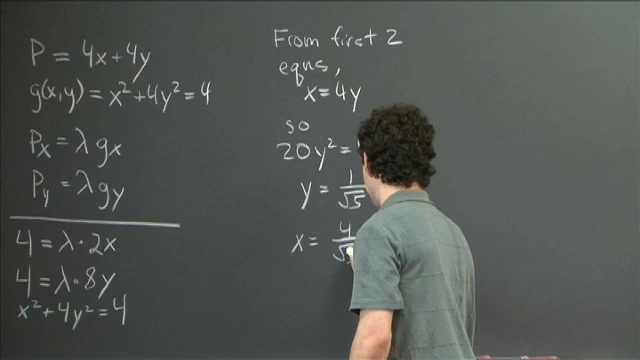 P = 4x+4y
g(x,y) = x² + 4y² = 4
Pₓ = λ gₓ
Pᵧ = λ gᵧ
4 = λ · 2x
4 = λ · 8y
x² + 4y² = 4
From first 2
eqns,
x = 4y
so
20y² =
y = 1/√5
x = 4/√5